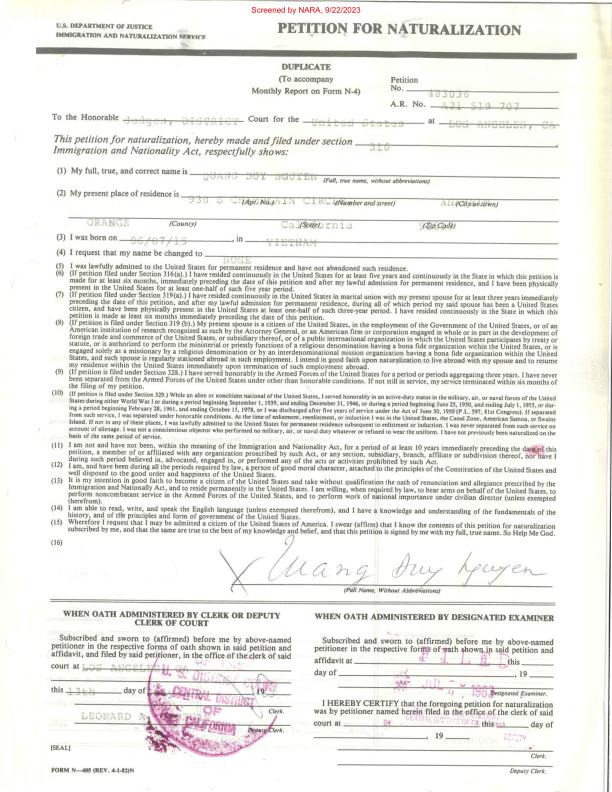 Screened by NARA, 9/22/2023
U.S. DEPARTMENT OF JUSTICE
IMMIGRATION AND NATURALIZATION SERVICE
PETITION FOR NATURALIZATION
DUPLICATE
(To accompany
Monthly Report on Form N-4)
Petition
No. 483036
A.R. No. A21 519 707
To the Honorable Judges, DISTRICT Court for the United States at LOS ANGELES, CA
This petition for naturalization, hereby made and filed under section 316,
Immigration and Nationality Act, respectfully shows:
(1) My full, true, and correct name is QUANG DUY NGUYEN
(Full, true name, without abbreviations)
(2) My present place of residence is 930 S
(Apt. No.) (Number and street) (City or town)
ORANGE California
(County) (State) (Zip Code)
(3) I was born on 06/07/15, in VIETNAM
(4) I request that my name be changed to NONE
(5) I was lawfully admitted to the United States for permanent residence and have not abandoned such residence.
(6) (If petition filed under Section 316(a).) I have resided continuously in the United States for at least five years and continuously in the State in which this petition is
made for at least six months, immediately preceding the date of this petition and after my lawful admission for permanent residence, and I have been physically
present in the United States for at least one-half of such five year period.
(7) (If petition filed under Section 319(a).) I have resided continuously in the United States in marital union with my present spouse for at least three years immediately
preceding the date of this petition, and after my lawful admission for permanent residence, during all of which period my said spouse has been a United States
citizen, and have been physically present in the United States at least one-half of such three-year period. I have resided continuously in the State in which this
petition is made at least six months immediately preceding the date of this petition.
(8) (If petition is filed under Section 319 (b).) My present spouse is a citizen of the United States, in the employment of the Government of the United States, or of an
American institution of research recognized as such by the Attorney General, or an American firm or corporation engaged in whole or in part in the development of
foreign trade and commerce of the United States, or subsidiary thereof, or of a public international organization in which the United States participates by treaty or
statute, or is authorized to perform the ministerial or priestly functions of a religious denomination having a bona fide organization within the United States, or is
engaged solely as a missionary by a religious denomination or by an interdenominational mission organization having a bona fide organization within the United
States, and such spouse is regularly stationed abroad in such employment. I intend in good faith upon naturalization to live abroad with my spouse and to resume
my residence within the United States immediately upon termination of such employment abroad.
(9) (If petition is filed under Section 328.) I have served honorably in the Armed Forces of the United States for a period or periods aggregating three years. I have never
been separated from the Armed Forces of the United States under other than honorable conditions. If not still in service, my service terminated within six months of
the filing of my petition.
(10) (If petition is filed under Section 329.) While an alien or noncitizen national of the United States, I served honorably in an active-duty status in the military, air, or naval forces of the United
States during either World War I or during a period beginning September 1, 1939, and ending December 31, 1946, or during a period beginning June 25, 1950, and ending July 1, 1955, or dur-
ing a period beginning February 28, 1961, and ending October 15, 1978, or I was discharged after five years of service under the Act of June 30, 1950 (P.L. 597, 81st Congress). If separated
from such service, I was separated under honorable conditions. At the time of enlistment, reenlistment, or induction I was in the United States, the Canal Zone, American Samoa, or Swains
Island. If not in any of these places, I was lawfully admitted to the United States for permanent residence subsequent to enlistment or induction. I was never separated from such service on
account of alienage. I was not a conscientious objector who performed no military, air, or naval duty whatever or refused to wear the uniform. I have not previously been naturalized on the
basis of the same period of service.
(11) I am not and have not been, within the meaning of the Immigration and Nationality Act, for a period of at least 10 years immediately preceding the date of this
petition, a member of or affiliated with any organization proscribed by such Act, or any section, subsidiary, branch, affiliate or subdivision thereof, nor have I
during such period believed in, advocated, engaged in, or performed any of the acts or activities prohibited by such Act.
(12) I am, and have been during all the periods required by law, a person of good moral character, attached to the principles of the Constitution of the United States and
well disposed to the good order and happiness of the United States.
(13) It is my intention in good faith to become a citizen of the United States and take without qualification the oath of renunciation and allegiance prescribed by the
Immigration and Nationality Act, and to reside permanently in the United States. I am willing, when required by law, to bear arms on behalf of the United States, to
perform noncombatant service in the Armed Forces of the United States, and to perform work of national importance under civilian director (unless exempted
therefrom).
(14) I am able to read, write, and speak the English language (unless exempted therefrom), and I have a knowledge and understanding of the fundamentals of the
history, and of the principles and form of government of the United States.
(15) Wherefore I request that I may be admitted a citizen of the United States of America. I swear (affirm) that I know the contents of this petition for naturalization
subscribed by me, and that the same are true to the best of my knowledge and belief, and that this petition is signed by me with my full, true name. So Help Me God.
(16)
X Quang Duy Nguyen
(Full Name, Without Abbreviations)
WHEN OATH ADMINISTERED BY CLERK OR DEPUTY
CLERK OF COURT
Subscribed and sworn to (affirmed) before me by above-named
petitioner in the respective forms of oath shown in said petition and
affidavit, and filed by said petitioner, in the office of the clerk of said
court at LOS ANGELES
this 13th day of 19
Clerk.
LEONARD A.
Deputy Clerk.
[SEAL]
U. S. DISTRICT
CENTRAL DISTRICT
OF
CALIFORNIA
WHEN OATH ADMINISTERED BY DESIGNATED EXAMINER
Subscribed and sworn to (affirmed) before me by above-named
petitioner in the respective forms of oath shown in said petition and
affidavit at this
day of , 19
Designated Examiner.
FILED
JUL
I HEREBY CERTIFY that the foregoing petition for naturalization
was by petitioner named herein filed in the office of the clerk of said
court at this day of
, 19
CENTRAL DISTRICT OF
BY
DEPUTY
Clerk.
Deputy Clerk.
FORM N—405 (REV. 4-1-82)N